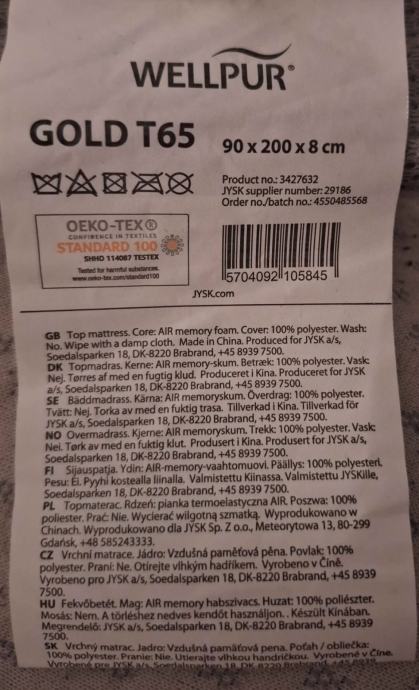 WELLPUR®
GOLD T65
90 x 200 x 8 cm
Product no.: 3427632
JYSK supplier number: 29186
Order no./batch no.: 4550485568
OEKO-TEX®
CONFIDENCE IN TEXTILES
STANDARD 100
SHHD 114087 TESTEX
Tested for harmful substances.
www.oeko-tex.com/standard100
5704092 105845
JYSK.com
GB Top mattress. Core: AIR memory foam. Cover: 100% polyester. Wash:
No. Wipe with a damp cloth. Made in China. Produced for JYSK a/s,
Soedalsparken 18, DK-8220 Brabrand, +45 8939 7500.
DK Topmadras. Kerne: AIR memory-skum. Betræk: 100% polyester. Vask:
Nej. Tørres af med en fugtig klud. Produceret i Kina. Produceret for JYSK
a/s, Soedalsparken 18, DK-8220 Brabrand, +45 8939 7500.
SE Bäddmadrass. Kärna: AIR memoryskum. Överdrag: 100% polyester.
Tvätt: Nej. Torka av med en fuktig trasa. Tillverkad i Kina. Tillverkad för
JYSK a/s, Soedalsparken 18, DK-8220 Brabrand, +45 8939 7500.
NO Overmadrass. Kjerne: AIR memoryskum. Trekk: 100% polyester. Vask:
Nei. Tørk av med en fuktig klut. Produsert i Kina. Produsert for JYSK a/s,
Soedalsparken 18, DK-8220 Brabrand, +45 8939 7500.
FI Sijauspatja. Ydin: AIR-memory-vaahtomuovi. Päällys: 100% polyesteri.
Pesu: Ei. Pyyhi kostealla liinalla. Valmistettu Kiinassa. Valmistettu JYSKille,
Soedalsparken 18, DK-8220 Brabrand, +45 8939 7500.
PL Topmaterac. Rdzeń: pianka termoelastyczna AIR. Poszwa: 100%
poliester. Prać: Nie. Wycierać wilgotną szmatką. Wyprodukowano w
Chinach. Wyprodukowano dla JYSK Sp. Z o.o., Meteorytowa 13, 80-299
Gdańsk, +48 585243333.
CZ Vrchní matrace. Jádro: Vzdušná paměťová pěna. Povlak: 100%
polyester. Praní: Ne. Otírejte vlhkým hadříkem. Vyrobeno v Číně.
Vyrobeno pro JYSK a/s, Soedalsparken 18, DK-8220 Brabrand, +45 8939
7500.
HU Fekvőbetét. Mag: AIR memory habszivacs. Huzat: 100% poliészter.
Mosás: Nem. A törléshez nedves kendőt használjon. . Készült Kínában.
Megrendelő: JYSK a/s, Soedalsparken 18, DK-8220 Brabrand, +45 8939
7500.
SK Vrchný matrac. Jadro: Vzdušná pamäťová pena. Poťah / obliečka:
100% polyester. Pranie: Nie. Utierajte vlhkou handričkou. Vyrobené v Číne.
Vyrobené pre JYSK a/s, Soedalsparken 18, DK-8220 Brabrand, +45 8939